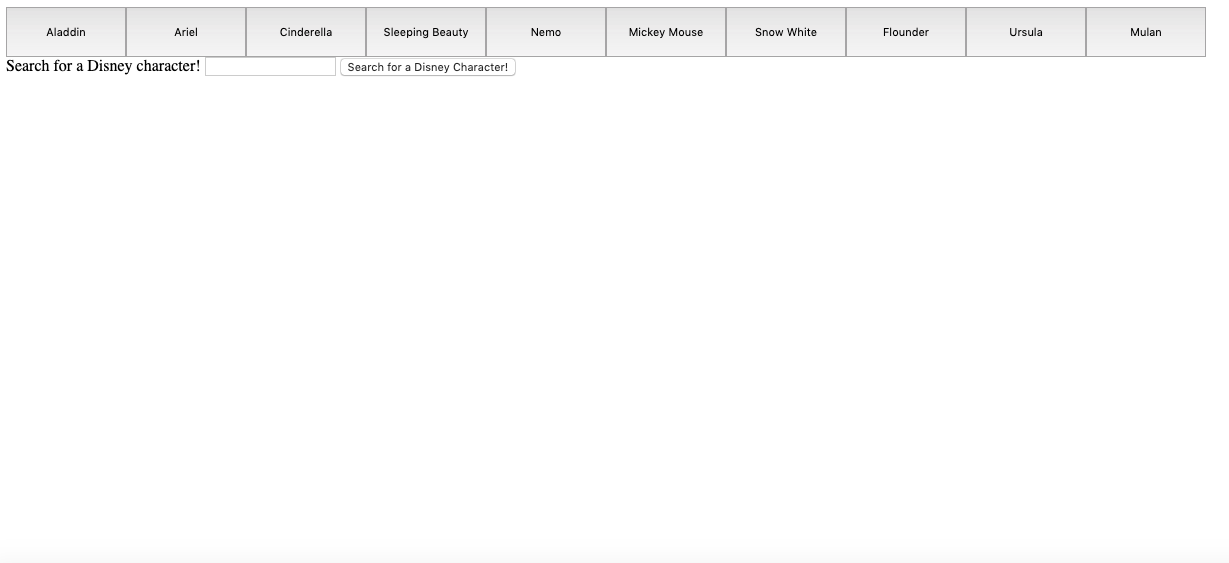 Aladdin Ariel Cinderella Sleeping Beauty Nemo Mickey Mouse Snow White Flounder Ursula Mulan
Search for a Disney character! Search for a Disney Character!